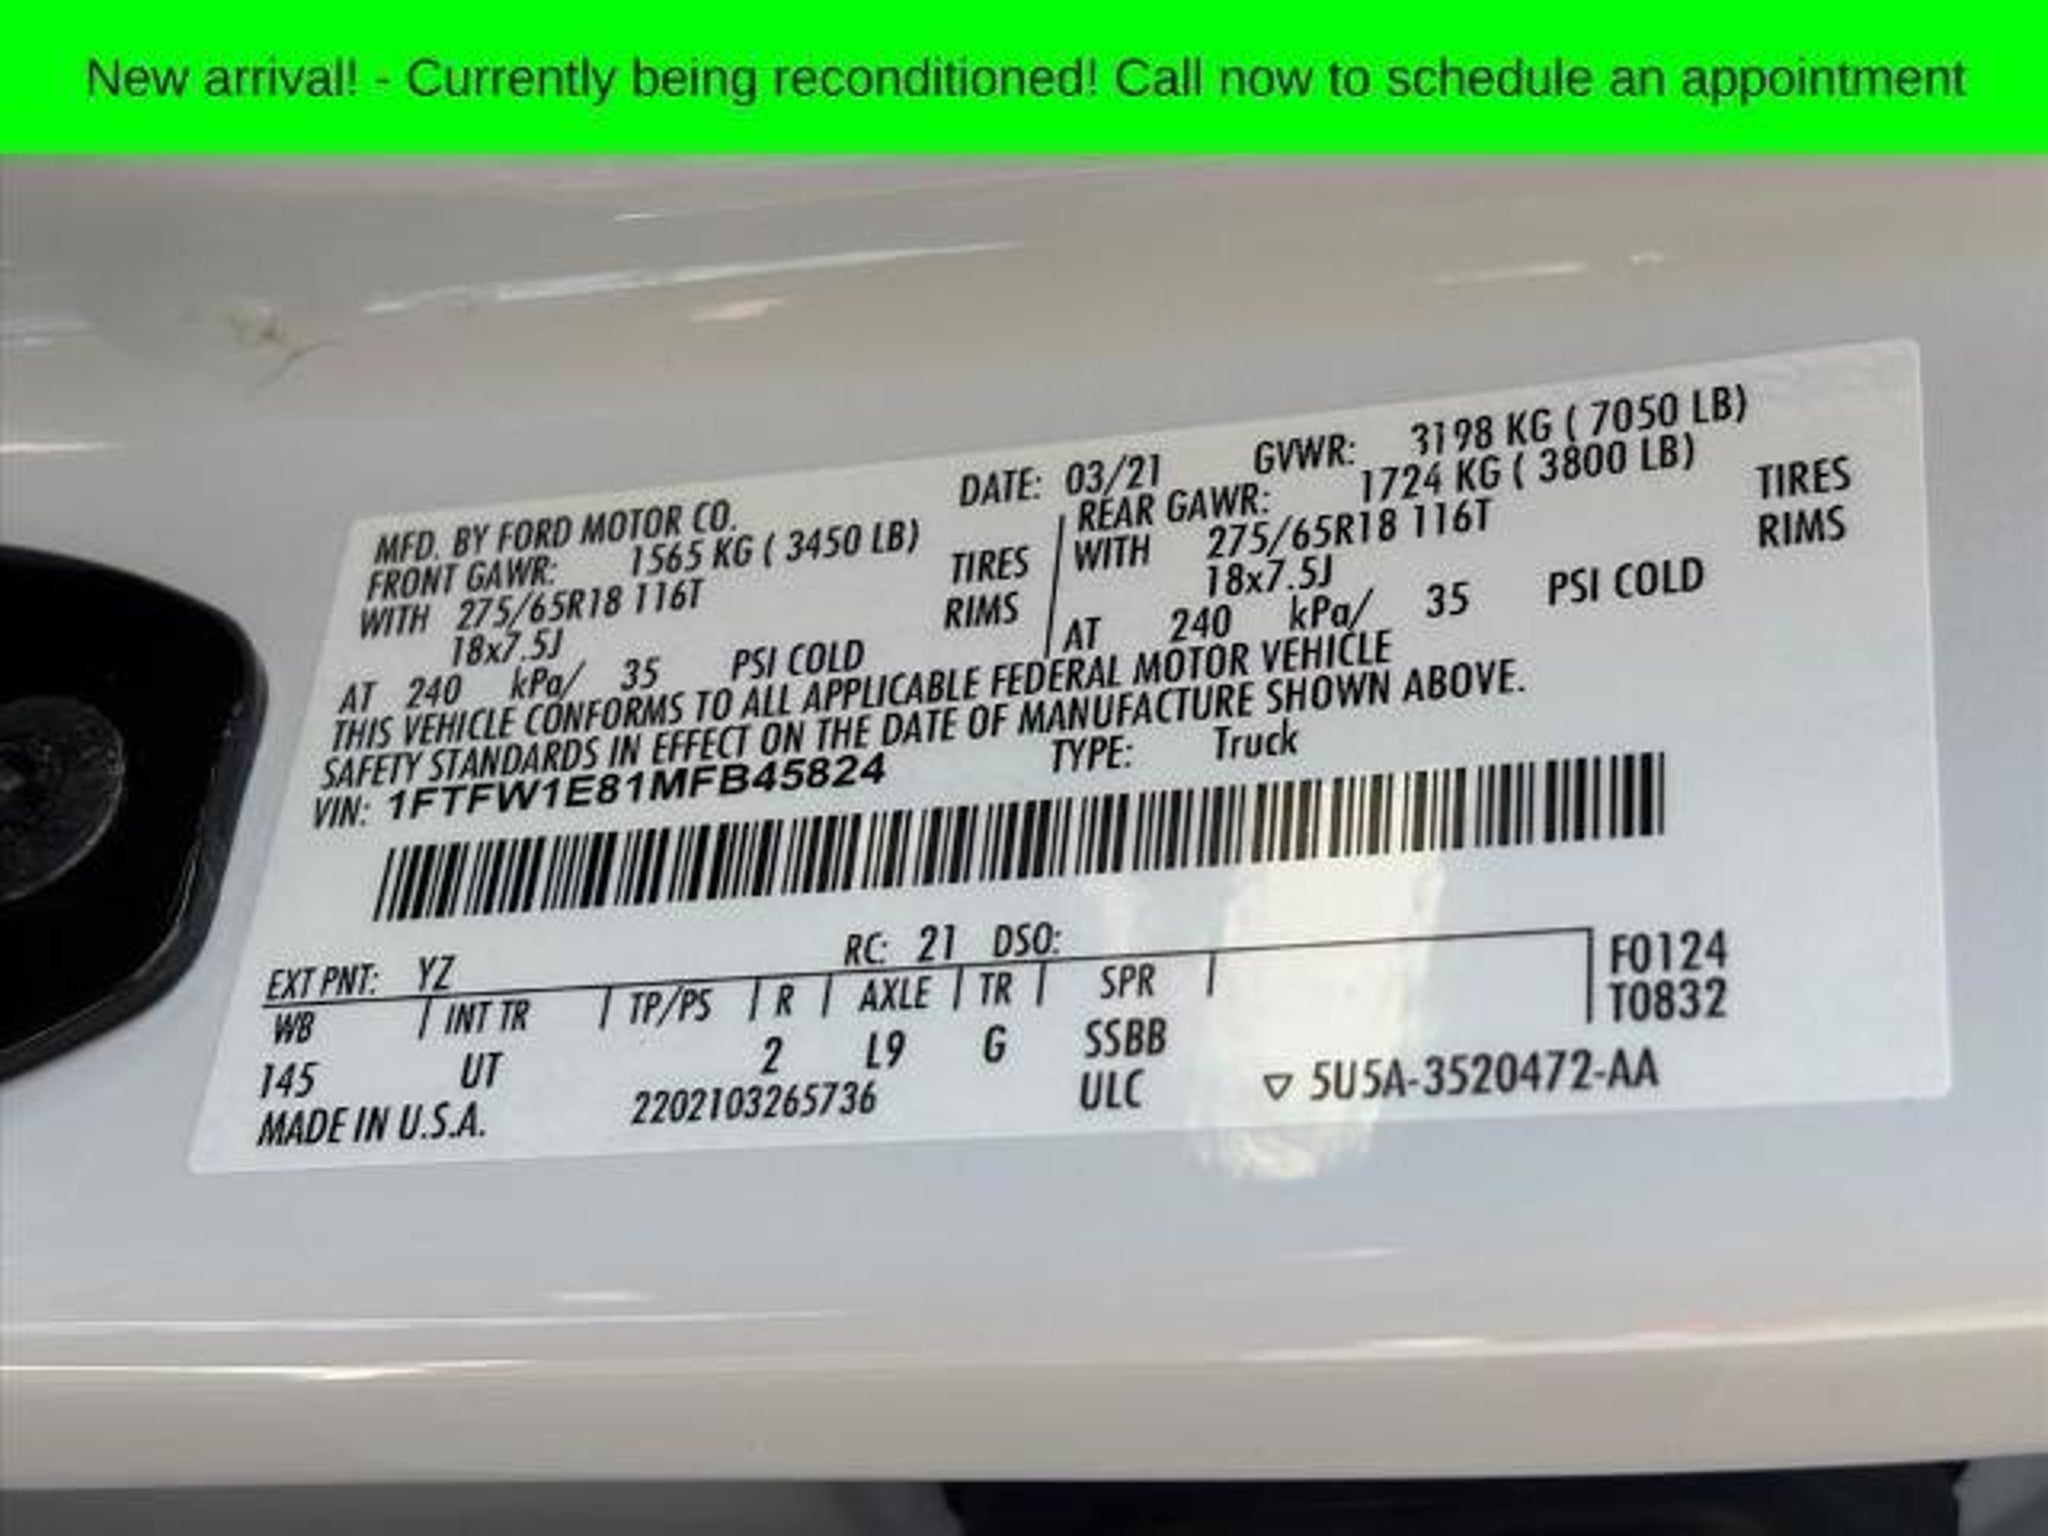 New arrival! - Currently being reconditioned! Call now to schedule an appointment
MFD. BY FORD MOTOR CO. DATE: 03/21 GVWR: 3198 KG ( 7050 LB)
FRONT GAWR: 1565 KG ( 3450 LB) REAR GAWR: 1724 KG ( 3800 LB)
WITH 275/65R18 116T TIRES WITH 275/65R18 116T TIRES
18x7.5J RIMS 18x7.5J RIMS
AT 240 kPa/ 35 PSI COLD AT 240 kPa/ 35 PSI COLD
THIS VEHICLE CONFORMS TO ALL APPLICABLE FEDERAL MOTOR VEHICLE
SAFETY STANDARDS IN EFFECT ON THE DATE OF MANUFACTURE SHOWN ABOVE.
VIN: 1FTFW1E81MFB45824 TYPE: Truck
EXT PNT: YZ RC: 21 DSO: F0124
WB INT TR TP/PS R AXLE TR SPR T0832
145 UT 2 L9 G SSBB
MADE IN U.S.A. 2202103265736 ULC ▽ 5U5A-3520472-AA